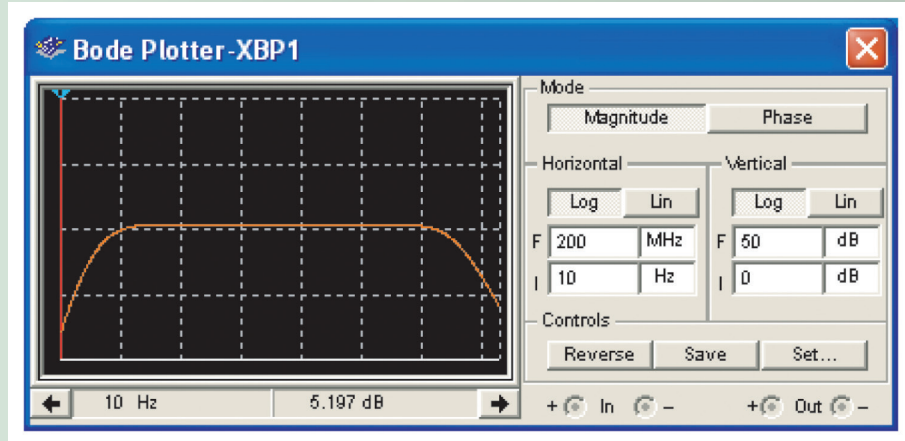 Bode Plotter-XBP1
Mode
Magnitude Phase
Horizontal Vertical
Log Lin Log Lin
F 200 MHz F 50 dB
I 10 Hz I 0 dB
Controls
Reverse Save Set...
10 Hz 5.197 dB + In − + Out −